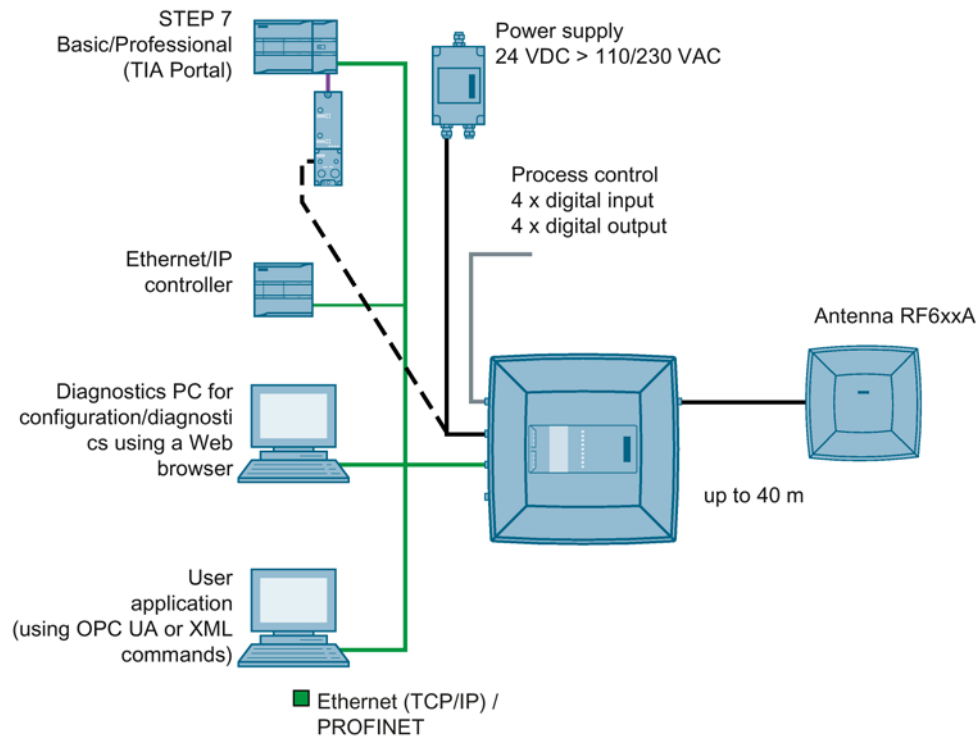 STEP 7
Basic/Professional
(TIA Portal)
Power supply
24 VDC > 110/230 VAC
Process control
4 x digital input
4 x digital output
Ethernet/IP
controller
Antenna RF6xxA
Diagnostics PC for
configuration/diagnosti
cs using a Web
browser
up to 40 m
User
application
(using OPC UA or XML
commands)
Ethernet (TCP/IP) /
PROFINET